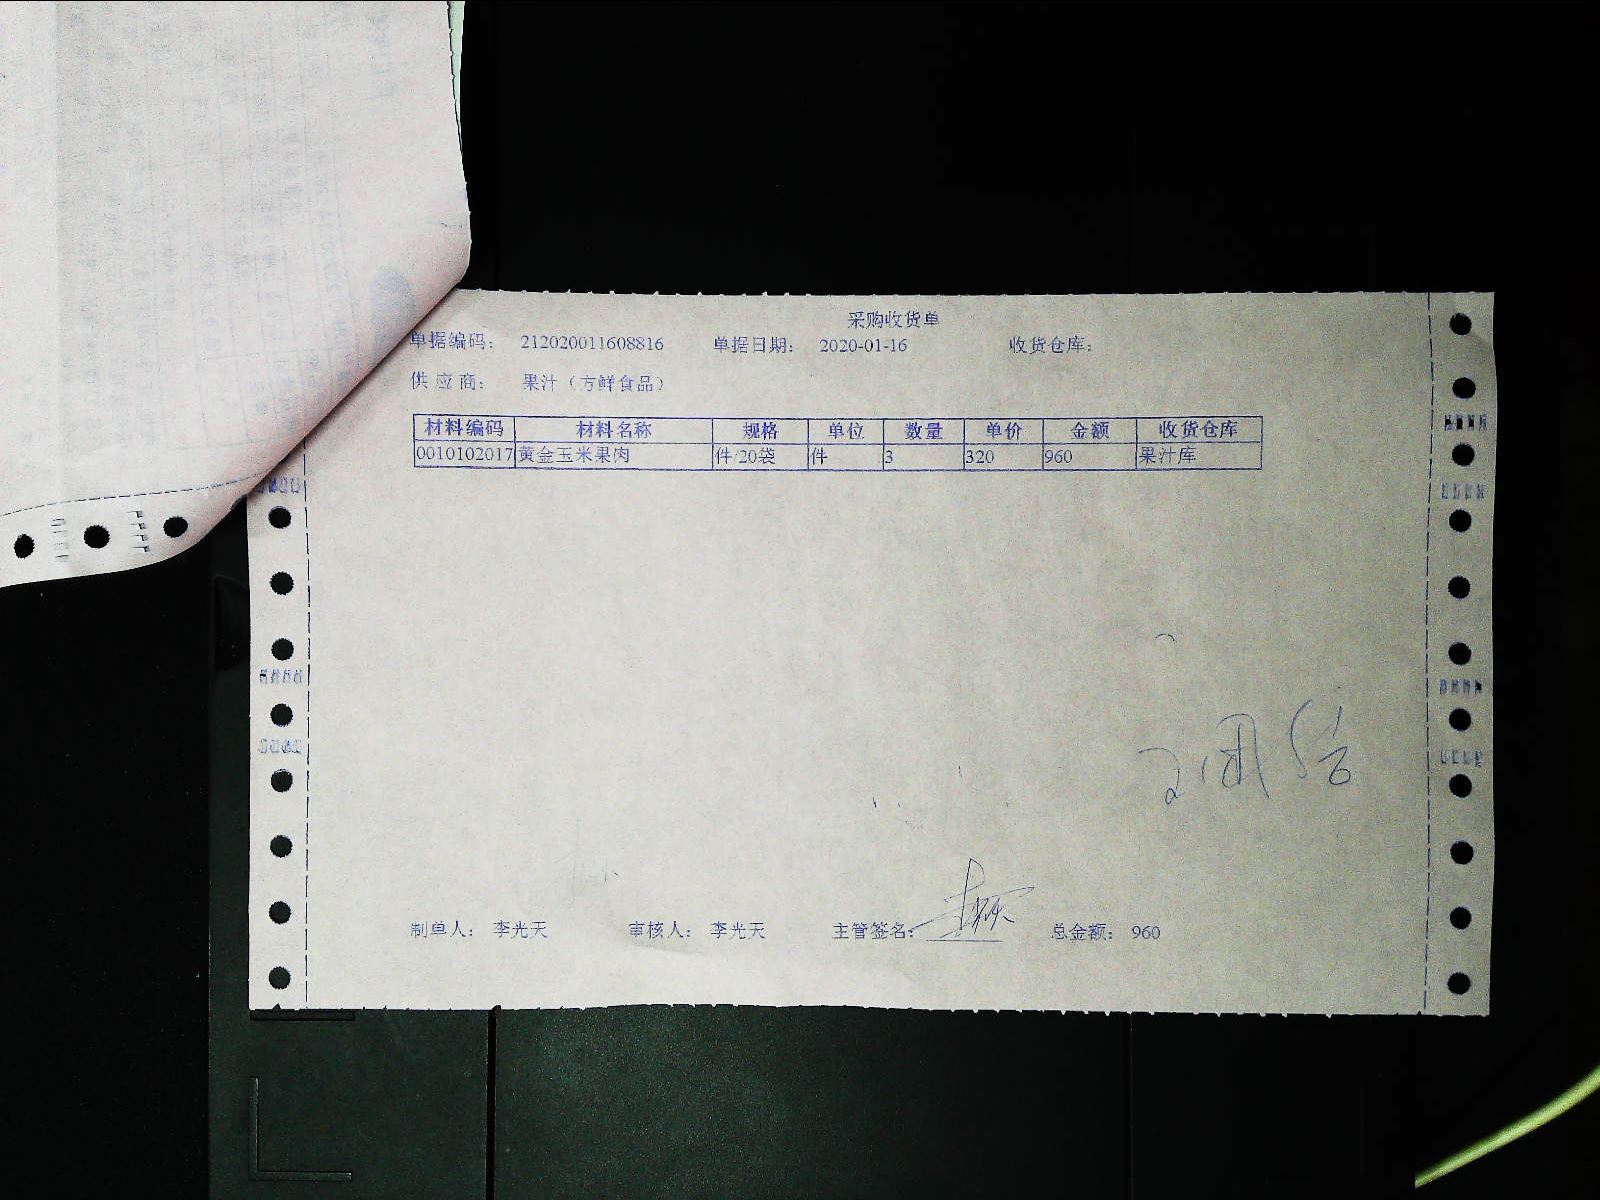 采购收货单
单据编码： 212020011608816 单据日期： 2020-01-16 收货仓库：
供应商： 果汁（方鲜食品）
材料编码 材料名称 规格 单位 数量 单价 金额 收货仓库
0010102017 黄金玉米果肉 件/20袋 件 3 320 960 果汁库
制单人： 李光天 审核人： 李光天 主管签名： 总金额： 960